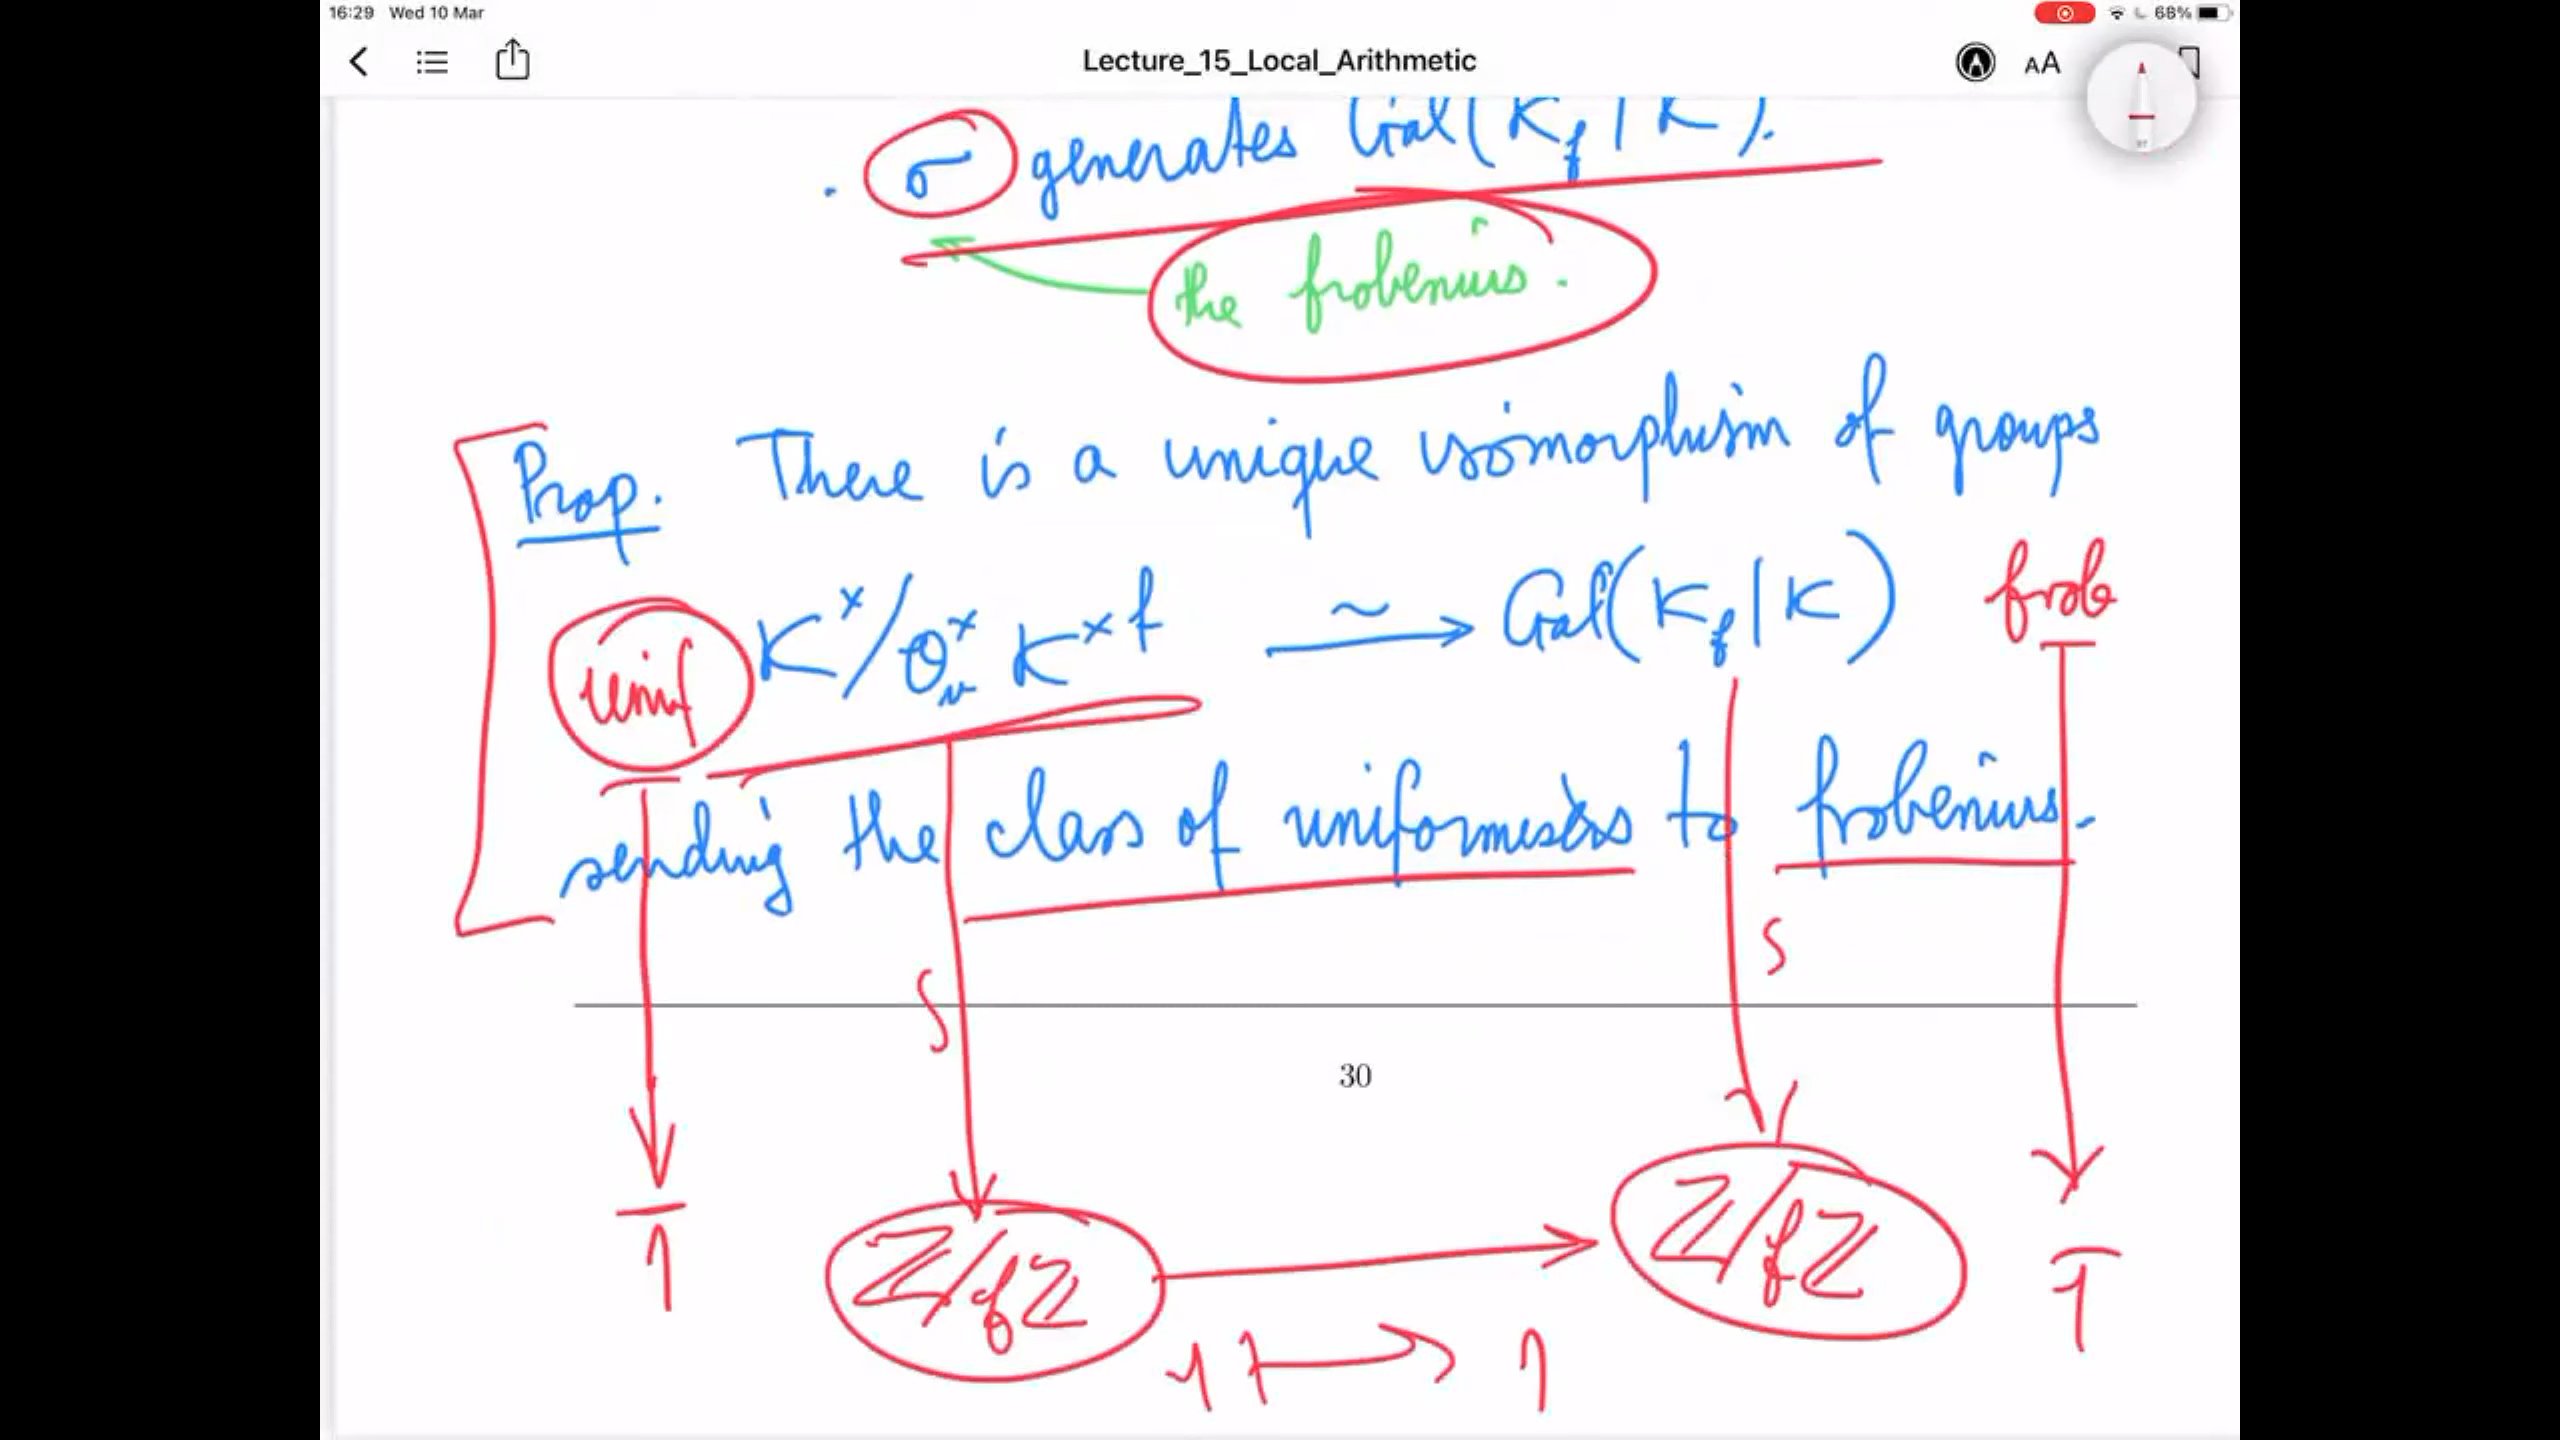 16:29 Wed 10 Mar 68%
Lecture_15_Local_Arithmetic AA
. σ generates Gal(K_f | K).
the frobenius.
Prop. There is a unique isomorphism of groups
unif K^×/O_v^× K^{×f} ~→ Gal(K_f | K) frob
sending the class of uniformisers to frobenius.
30
1 Z/fZ → Z/fZ 1
1 ↦ 1